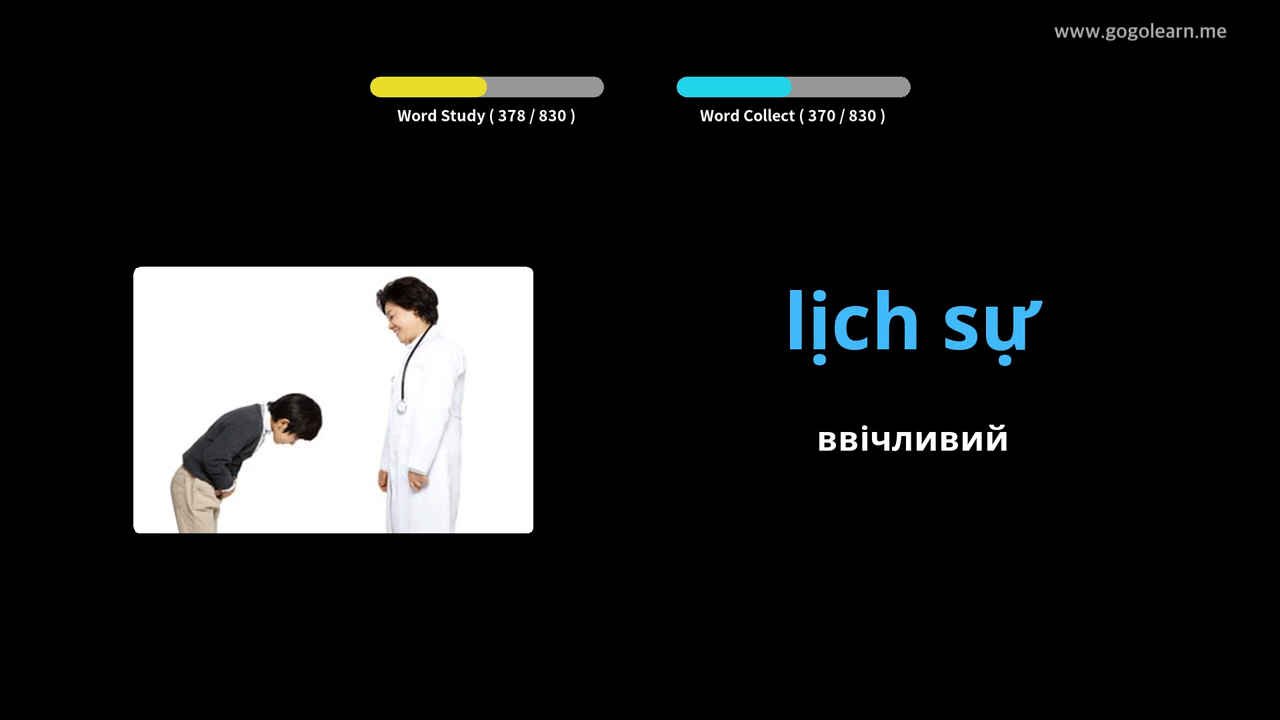 www.gogolearn.me
Word Study ( 378 / 830 )
Word Collect ( 370 / 830 )
lịch sự
ввічливий